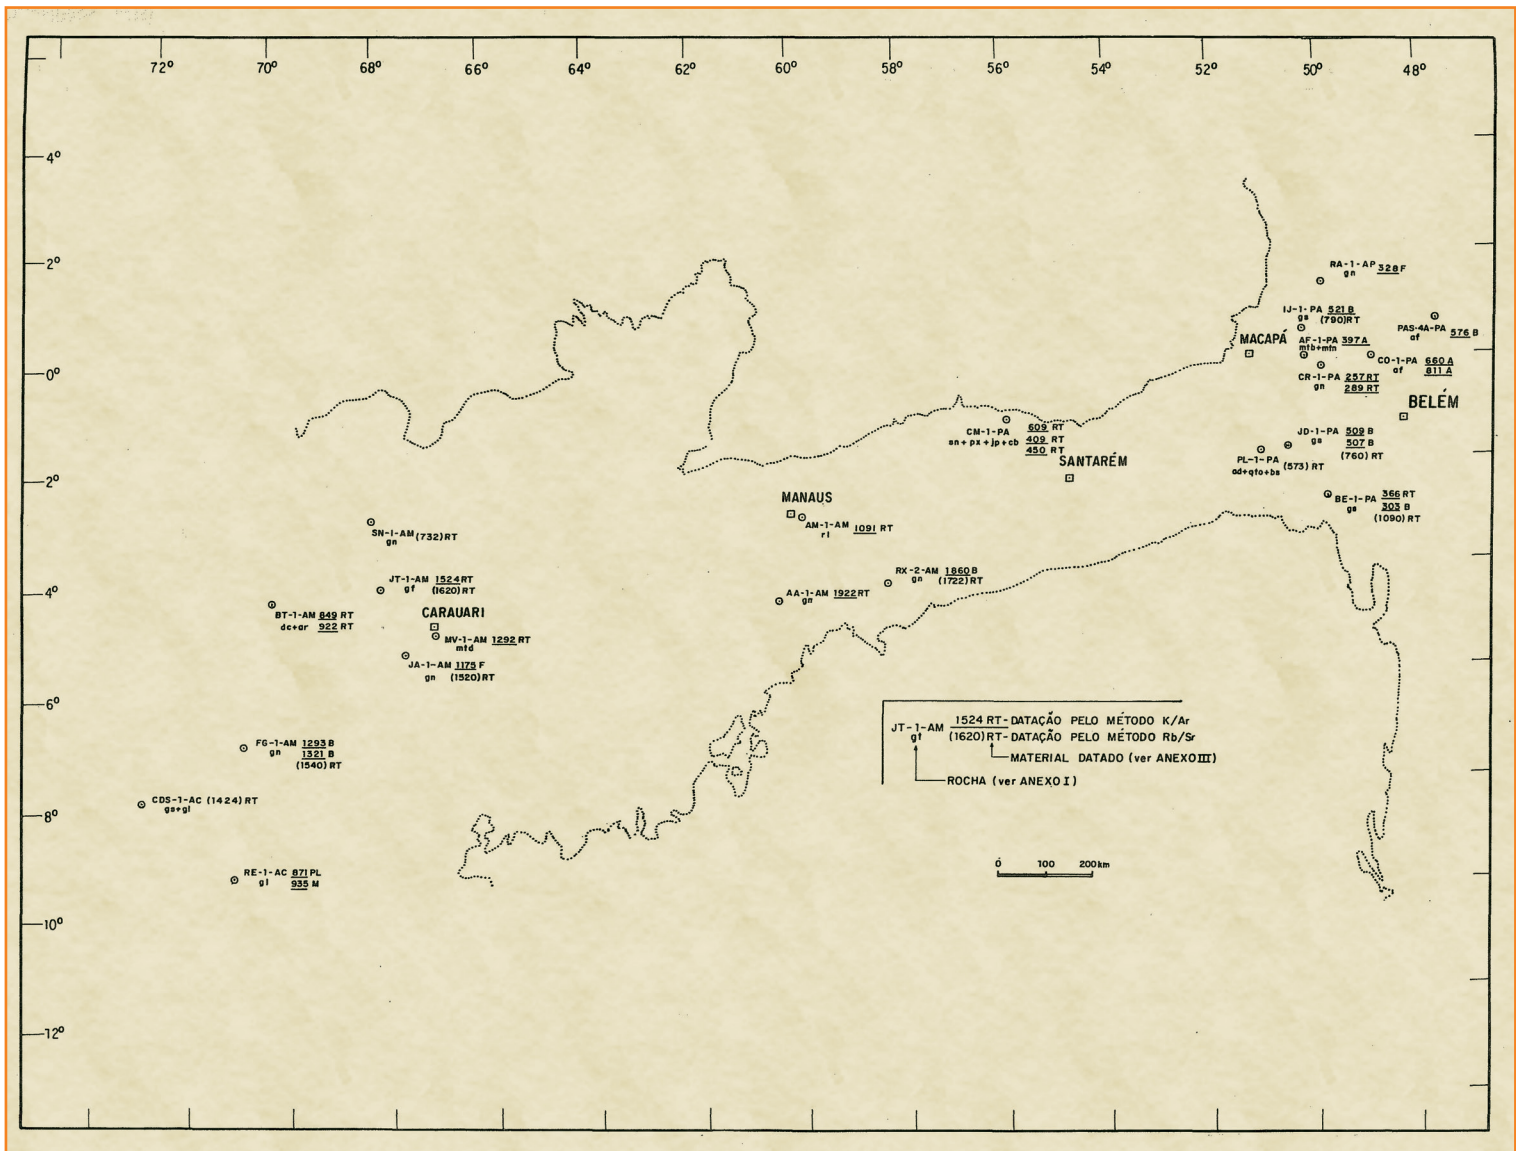 72° 70° 68° 66° 64° 62° 60° 58° 56° 54° 52° 50° 48°
4°
2°
0°
2°
4°
6°
8°
10°
12°
RA-1-AP 328 F
gn
IJ-1-PA 521 B
gs (790)RT
PAS-4A-PA 576 B
af
MACAPÁ
AF-1-PA 397 A
mtb+mtn
CO-1-PA 660 A
af 811 A
CR-1-PA 257 RT
gn 289 RT
BELÉM
CM-1-PA 609 RT
sn+px+jp+cb 409 RT
450 RT
JD-1-PA 509 B
gs 507 B
(760) RT
SANTARÉM
PL-1-PA (573) RT
ad+qto+bs
MANAUS
BE-1-PA 366 RT
gs 303 B
(1090) RT
AM-1-AM 1091 RT
rl
SN-1-AM (732)RT
gn
JT-1-AM 1524 RT
gf (1620)RT
RX-2-AM 1860 B
gn (1722)RT
AA-1-AM 1922 RT
gn
BT-1-AM 849 RT
dc+ar 922 RT
CARAUARI
MV-1-AM 1292 RT
mtd
JA-1-AM 1175 F
gn (1520)RT
FG-1-AM 1293 B
gn 1321 B
(1540) RT
CDS-1-AC (1424) RT
gs+gl
RE-1-AC 871 PL
gl 935 M
JT-1-AM 1524 RT-DATAÇÃO PELO MÉTODO K/Ar
gf (1620)RT-DATAÇÃO PELO MÉTODO Rb/Sr
MATERIAL DATADO (ver ANEXO III)
ROCHA (ver ANEXO I)
0 100 200km